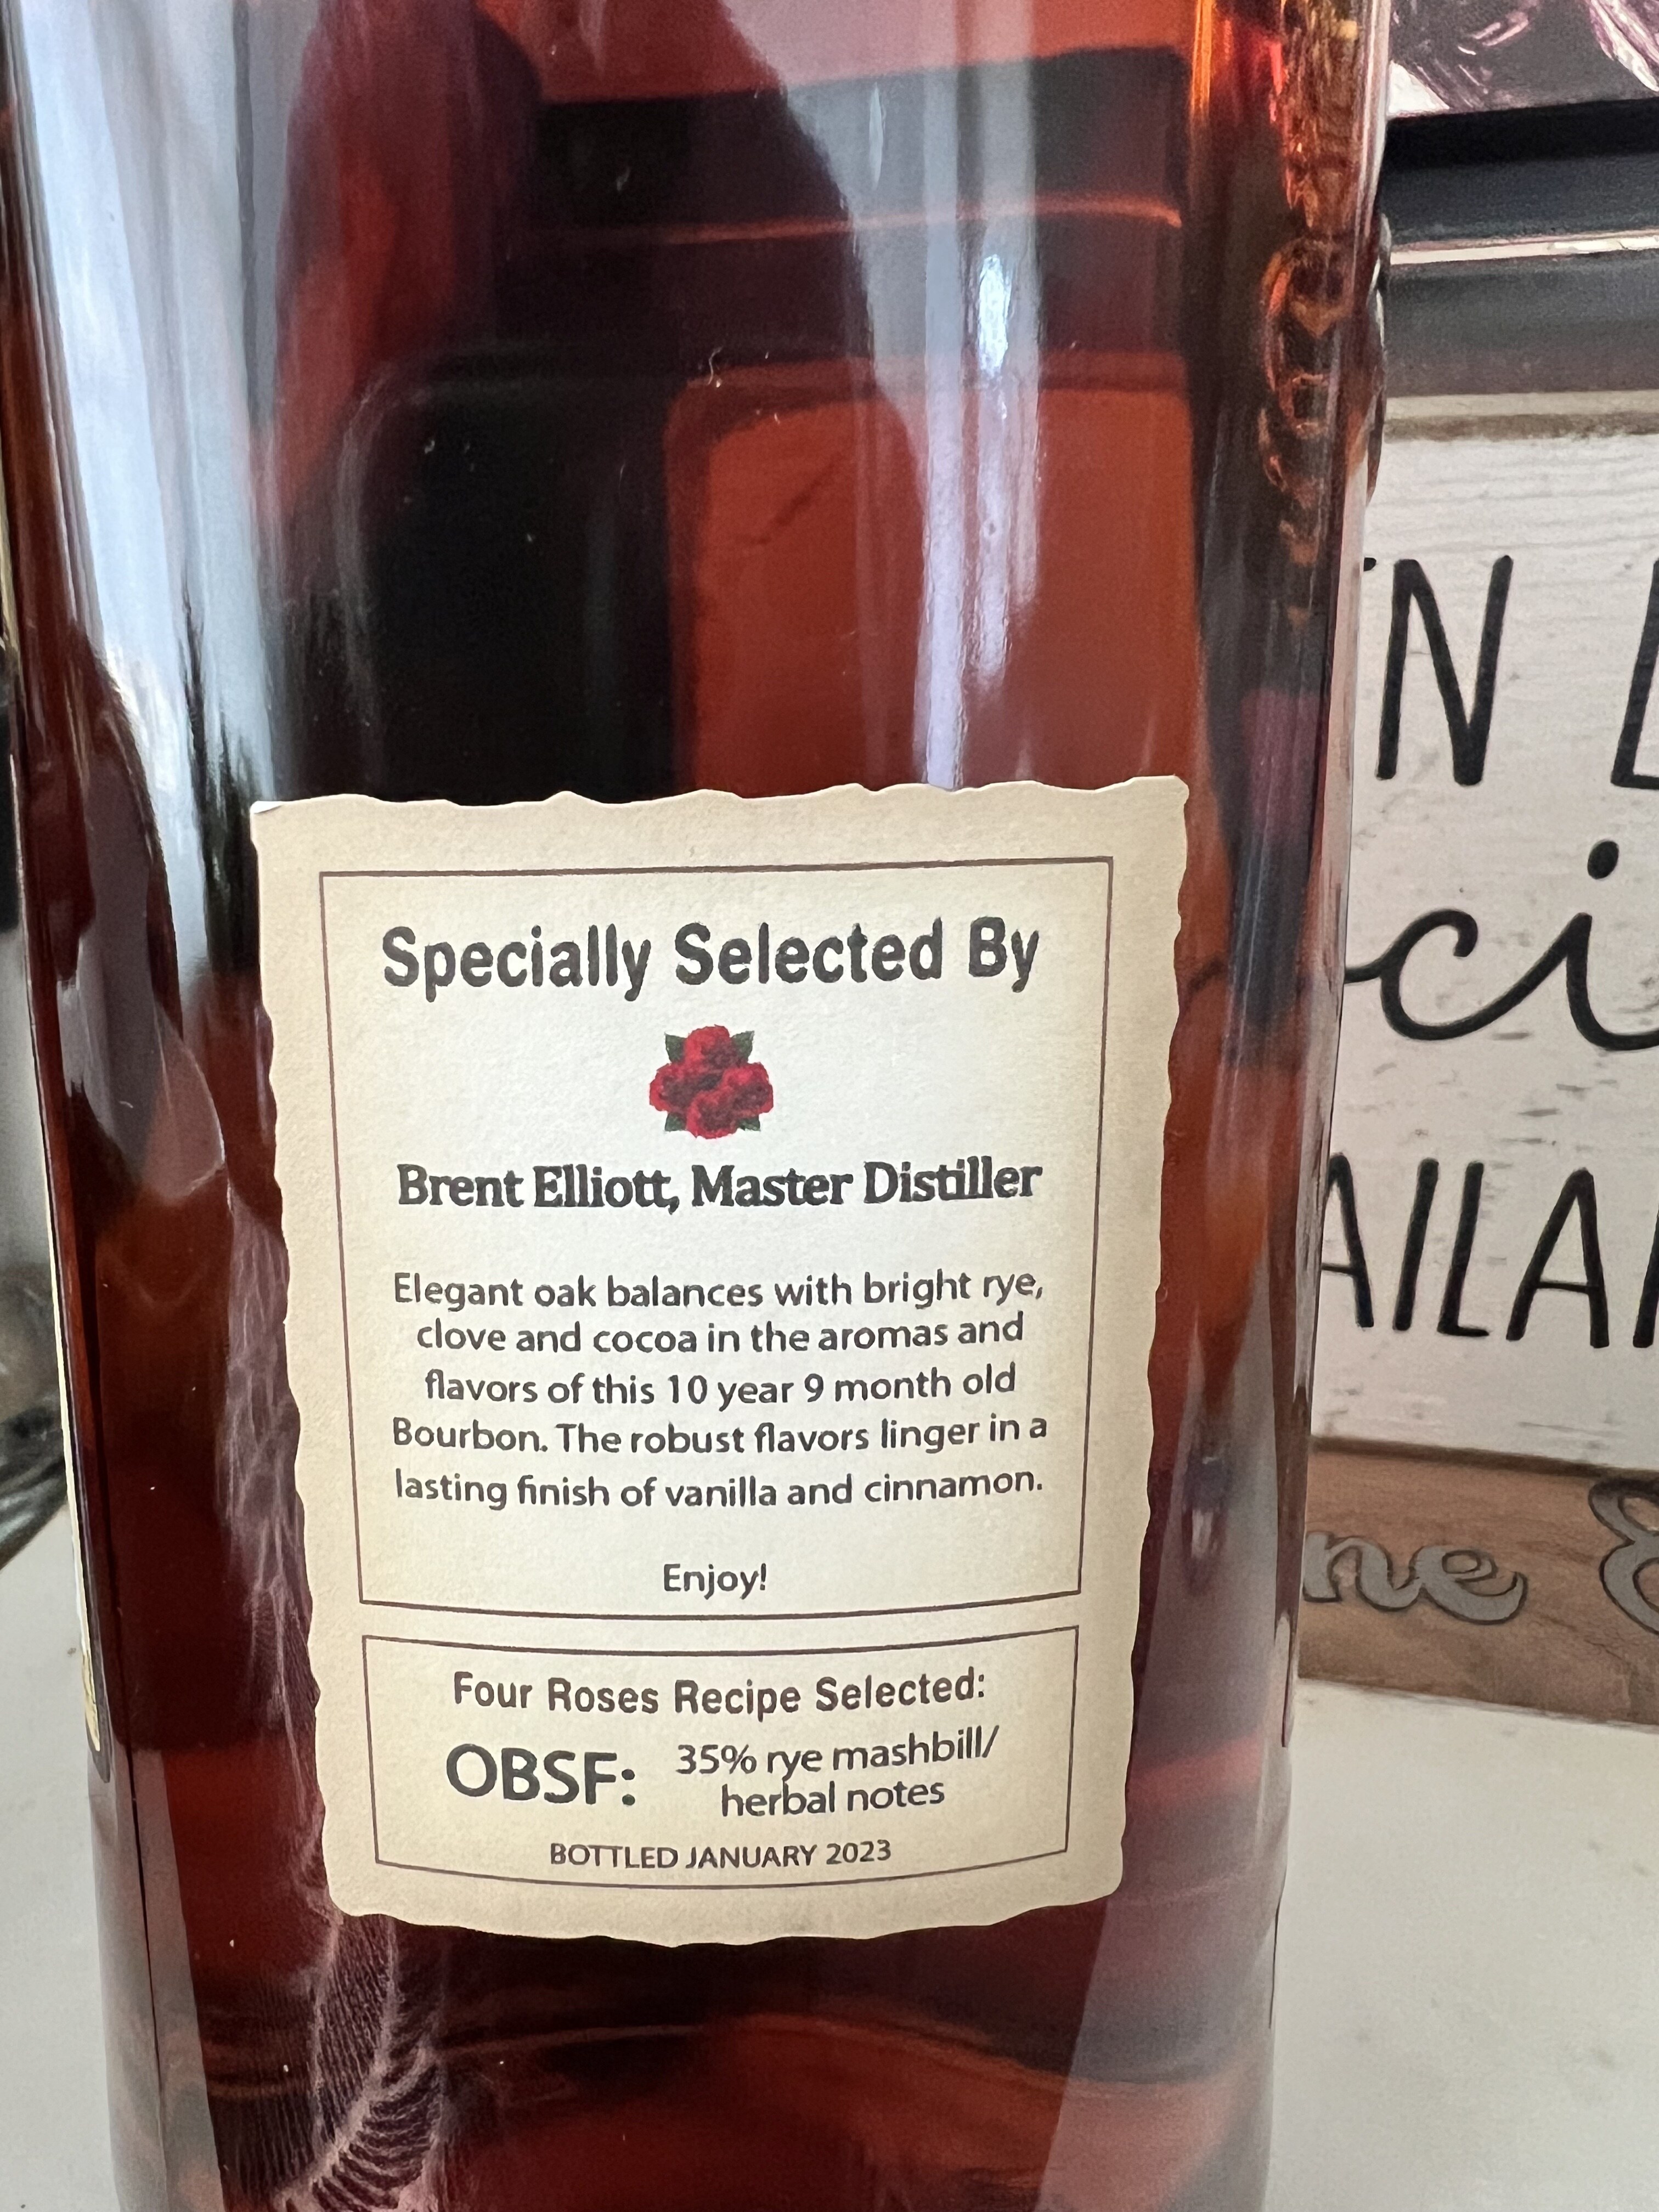 Specially Selected By
Brent Elliott, Master Distiller
Elegant oak balances with bright rye,
clove and cocoa in the aromas and
flavors of this 10 year 9 month old
Bourbon. The robust flavors linger in a
lasting finish of vanilla and cinnamon.
Enjoy!
Four Roses Recipe Selected:
OBSF: 35% rye mashbill/
herbal notes
BOTTLED JANUARY 2023